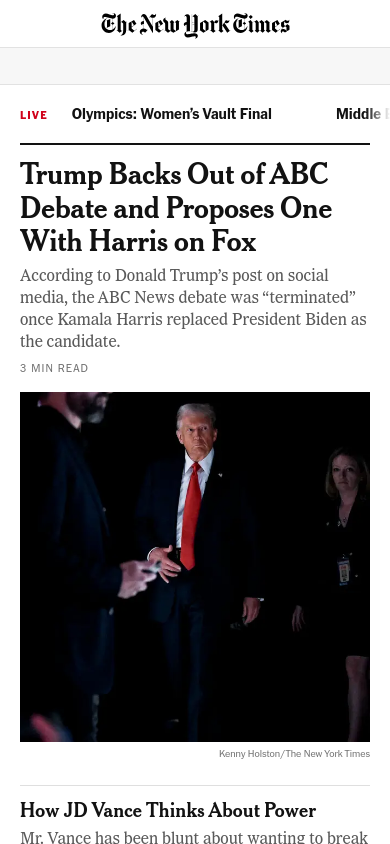 The New York Times
LIVE
Olympics: Women’s Vault Final
Middle
Trump Backs Out of ABC
Debate and Proposes One
With Harris on Fox
According to Donald Trump’s post on social
media, the ABC News debate was “terminated”
once Kamala Harris replaced President Biden as
the candidate.
3 MIN READ
Kenny Holston/The New York Times
How JD Vance Thinks About Power
Mr. Vance has been blunt about wanting to break